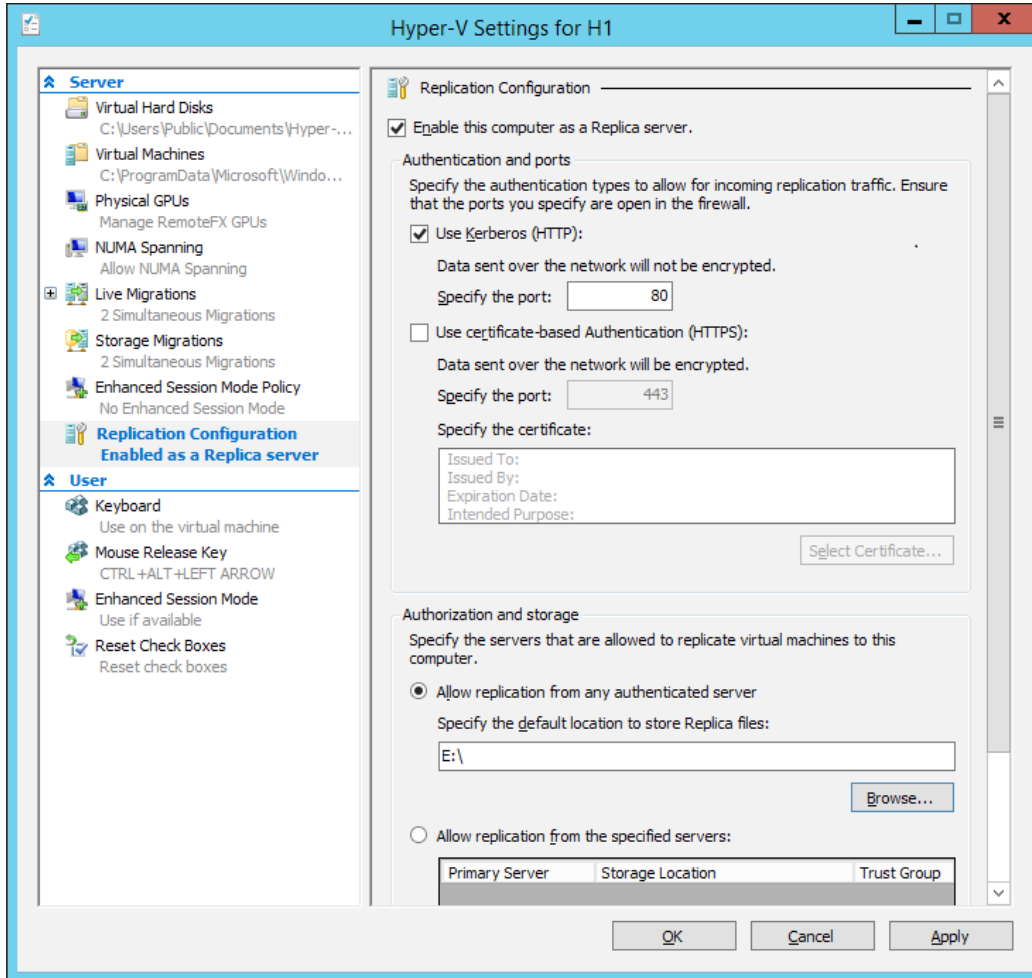 Hyper-V Settings for H1
Server
Virtual Hard Disks
C:\Users\Public\Documents\Hyper-...
Virtual Machines
C:\ProgramData\Microsoft\Windo...
Physical GPUs
Manage RemoteFX GPUs
NUMA Spanning
Allow NUMA Spanning
Live Migrations
2 Simultaneous Migrations
Storage Migrations
2 Simultaneous Migrations
Enhanced Session Mode Policy
No Enhanced Session Mode
Replication Configuration
Enabled as a Replica server
User
Keyboard
Use on the virtual machine
Mouse Release Key
CTRL+ALT+LEFT ARROW
Enhanced Session Mode
Use if available
Reset Check Boxes
Reset check boxes
Replication Configuration
Enable this computer as a Replica server.
Authentication and ports
Specify the authentication types to allow for incoming replication traffic. Ensure
that the ports you specify are open in the firewall.
Use Kerberos (HTTP):
Data sent over the network will not be encrypted.
Specify the port: 80
Use certificate-based Authentication (HTTPS):
Data sent over the network will be encrypted.
Specify the port: 443
Specify the certificate:
Issued To:
Issued By:
Expiration Date:
Intended Purpose:
Select Certificate...
Authorization and storage
Specify the servers that are allowed to replicate virtual machines to this
computer.
Allow replication from any authenticated server
Specify the default location to store Replica files:
E:\
Browse...
Allow replication from the specified servers:
Primary Server Storage Location Trust Group
OK Cancel Apply